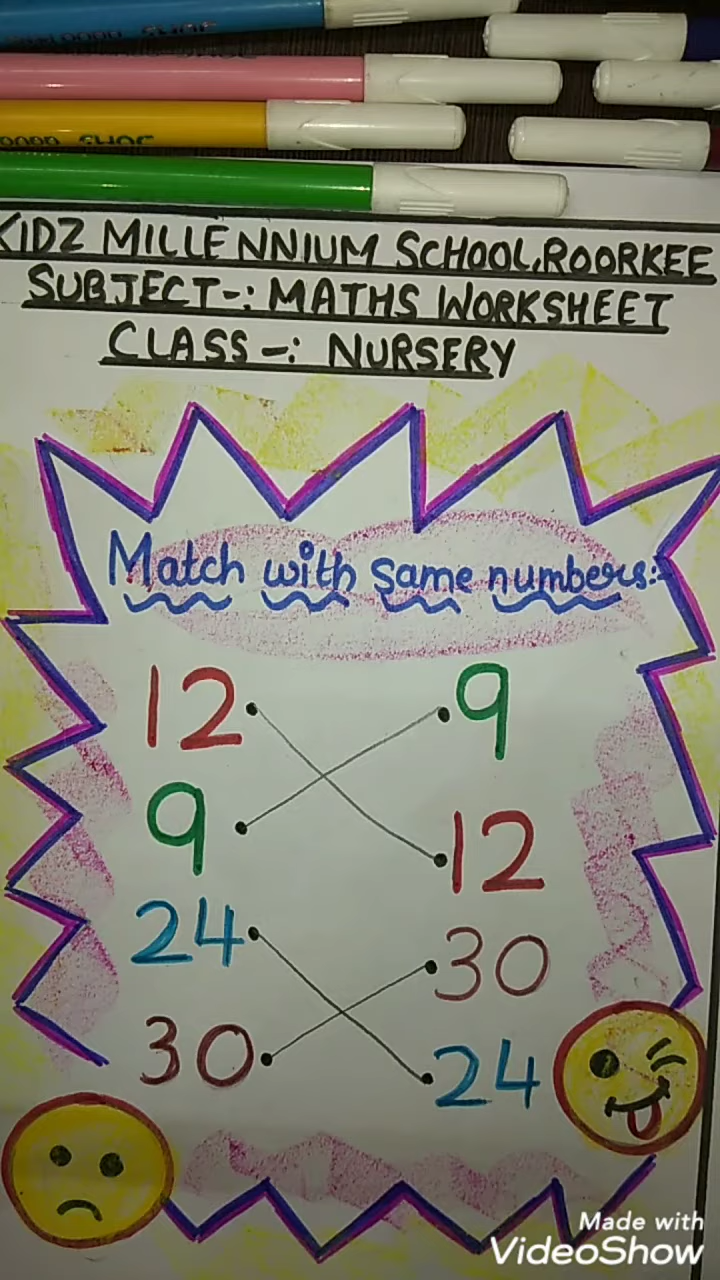 KIDZ MILLENNIUM SCHOOL, ROORKEE
SUBJECT-: MATHS WORKSHEET
CLASS-: NURSERY
Match with same numbers:-
12 9
9 12
24 30
30 24
Made with
VideoShow